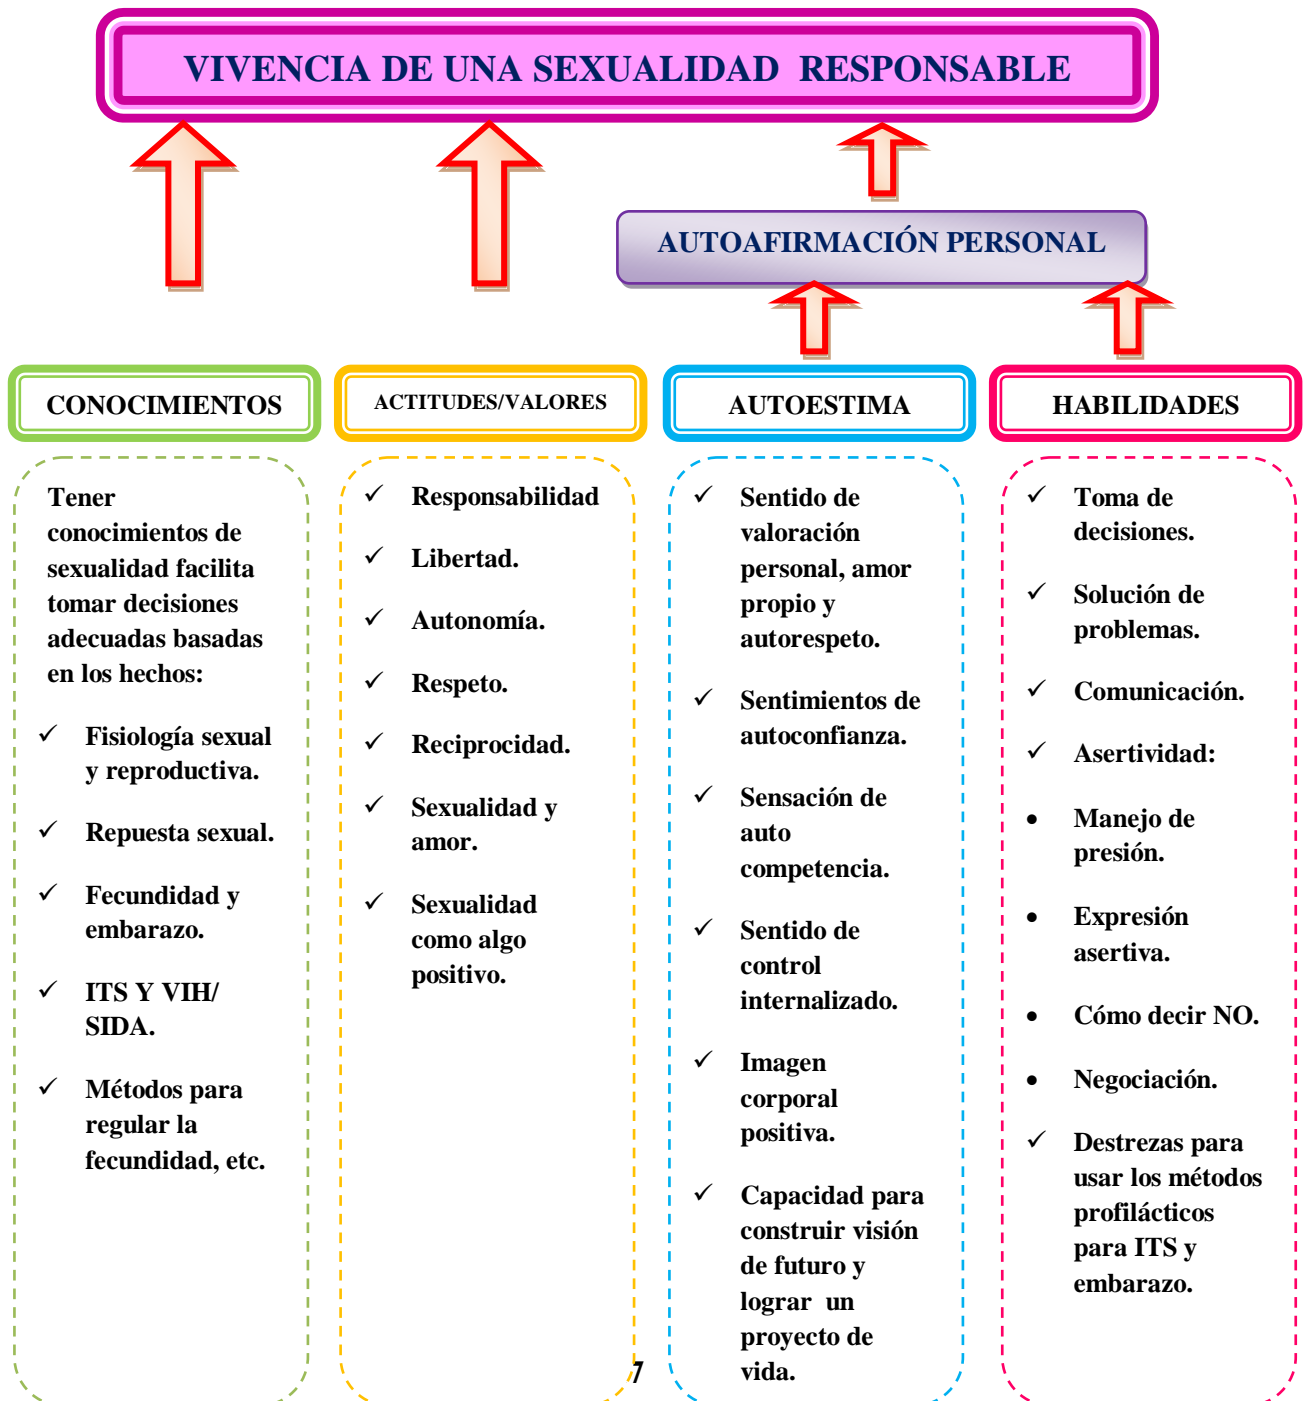 VIVENCIA DE UNA SEXUALIDAD RESPONSABLE
AUTOAFIRMACIÓN PERSONAL
CONOCIMIENTOS
Tener
conocimientos de
sexualidad facilita
tomar decisiones
adecuadas basadas
en los hechos:
✓ Fisiología sexual
y reproductiva.
✓ Repuesta sexual.
✓ Fecundidad y
embarazo.
✓ ITS Y VIH/
SIDA.
✓ Métodos para
regular la
fecundidad, etc.
ACTITUDES/VALORES
✓ Responsabilidad
✓ Libertad.
✓ Autonomía.
✓ Respeto.
✓ Reciprocidad.
✓ Sexualidad y
amor.
✓ Sexualidad
como algo
positivo.
AUTOESTIMA
✓ Sentido de
valoración
personal, amor
propio y
autorespeto.
✓ Sentimientos de
autoconfianza.
✓ Sensación de
auto
competencia.
✓ Sentido de
control
internalizado.
✓ Imagen
corporal
positiva.
✓ Capacidad para
construir visión
de futuro y
lograr un
proyecto de
vida.
HABILIDADES
✓ Toma de
decisiones.
✓ Solución de
problemas.
✓ Comunicación.
✓ Asertividad:
• Manejo de
presión.
• Expresión
asertiva.
• Cómo decir NO.
• Negociación.
✓ Destrezas para
usar los métodos
profilácticos
para ITS y
embarazo.
7